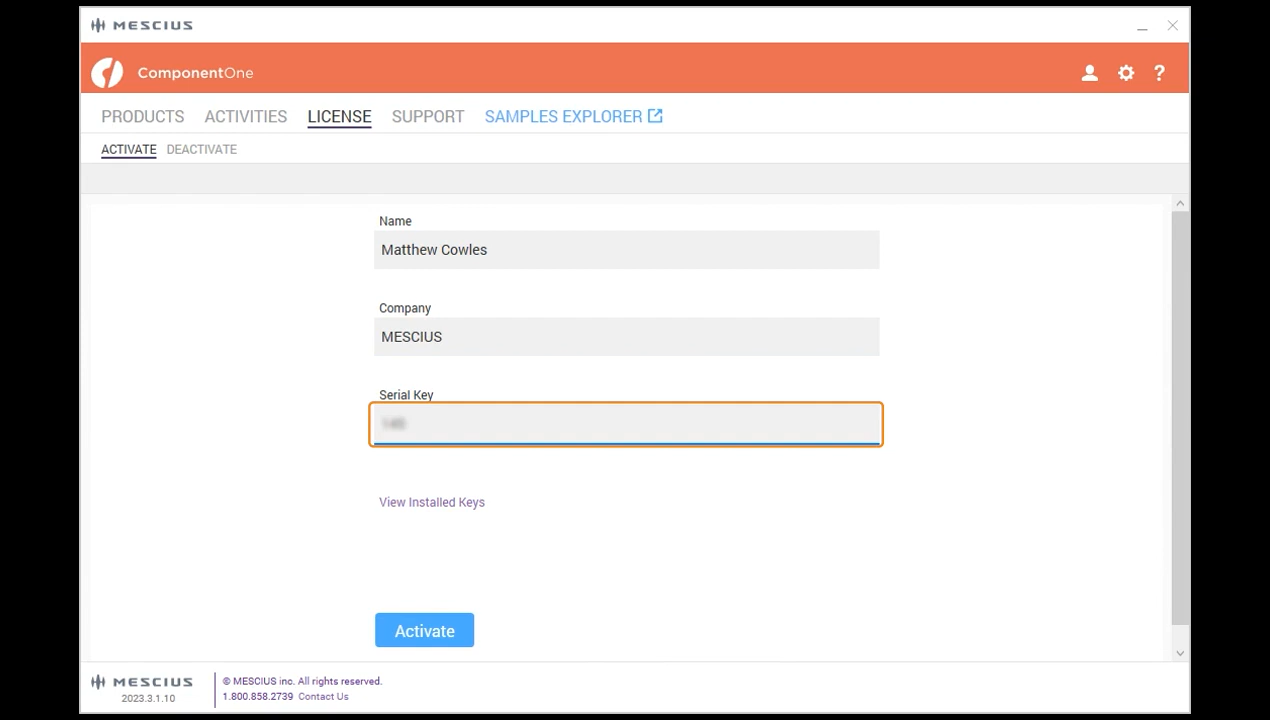 MESCIUS
ComponentOne
?
PRODUCTS ACTIVITIES LICENSE SUPPORT SAMPLES EXPLORER
ACTIVATE DEACTIVATE
Name
Matthew Cowles
Company
MESCIUS
Serial Key
View Installed Keys
Activate
MESCIUS
2023.3.1.10
© MESCIUS inc. All rights reserved.
1.800.858.2739 Contact Us